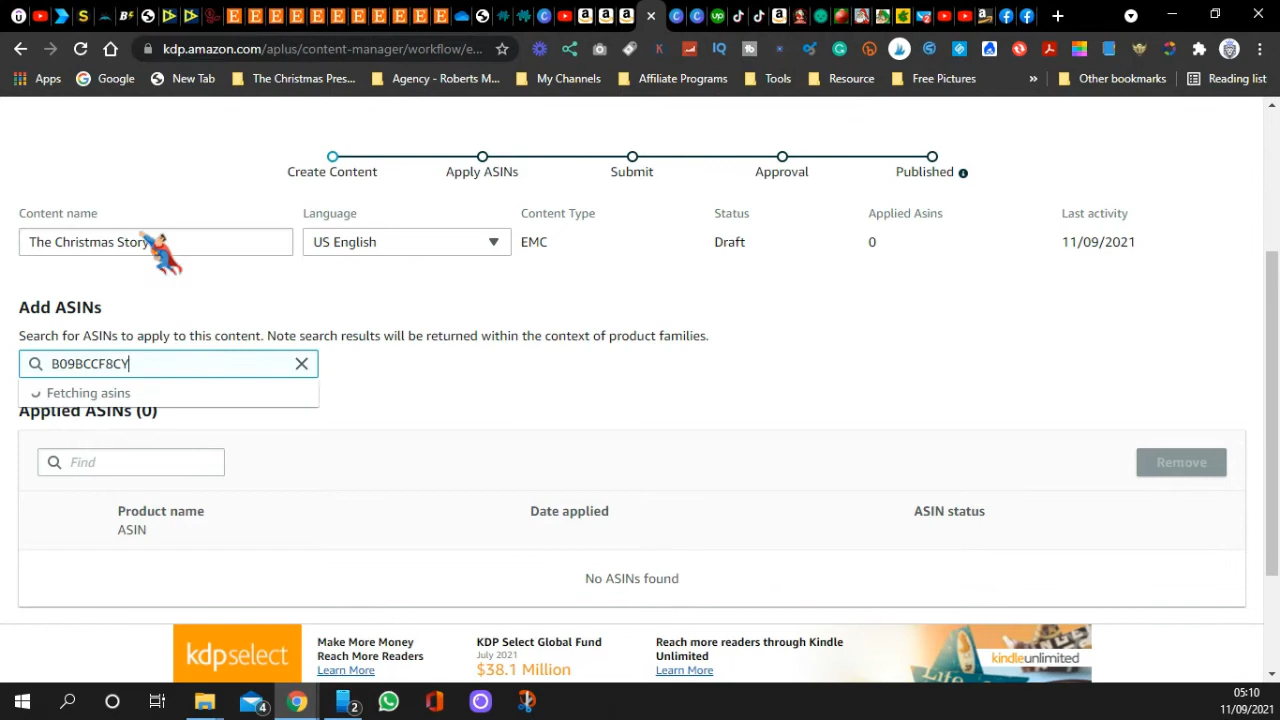 kdp.amazon.com/aplus/content-manager/workflow/e...
Apps
Google
New Tab
The Christmas Pres...
Agency - Roberts M...
My Channels
Affiliate Programs
Tools
Resource
Free Pictures
»
Other bookmarks
Reading list
Create Content
Apply ASINs
Submit
Approval
Published
Content name
Language
Content Type
Status
Applied Asins
Last activity
The Christmas Story
US English
EMC
Draft
0
11/09/2021
Add ASINs
Search for ASINs to apply to this content. Note search results will be returned within the context of product families.
B09BCCF8CY
Fetching asins
Applied ASINs (0)
Find
Remove
Product name
ASIN
Date applied
ASIN status
No ASINs found
kdpselect
Make More Money
Reach More Readers
Learn More
KDP Select Global Fund
July 2021
$38.1 Million
Reach more readers through Kindle
Unlimited
Learn More
kindleunlimited
4
2
05:10
11/09/2021